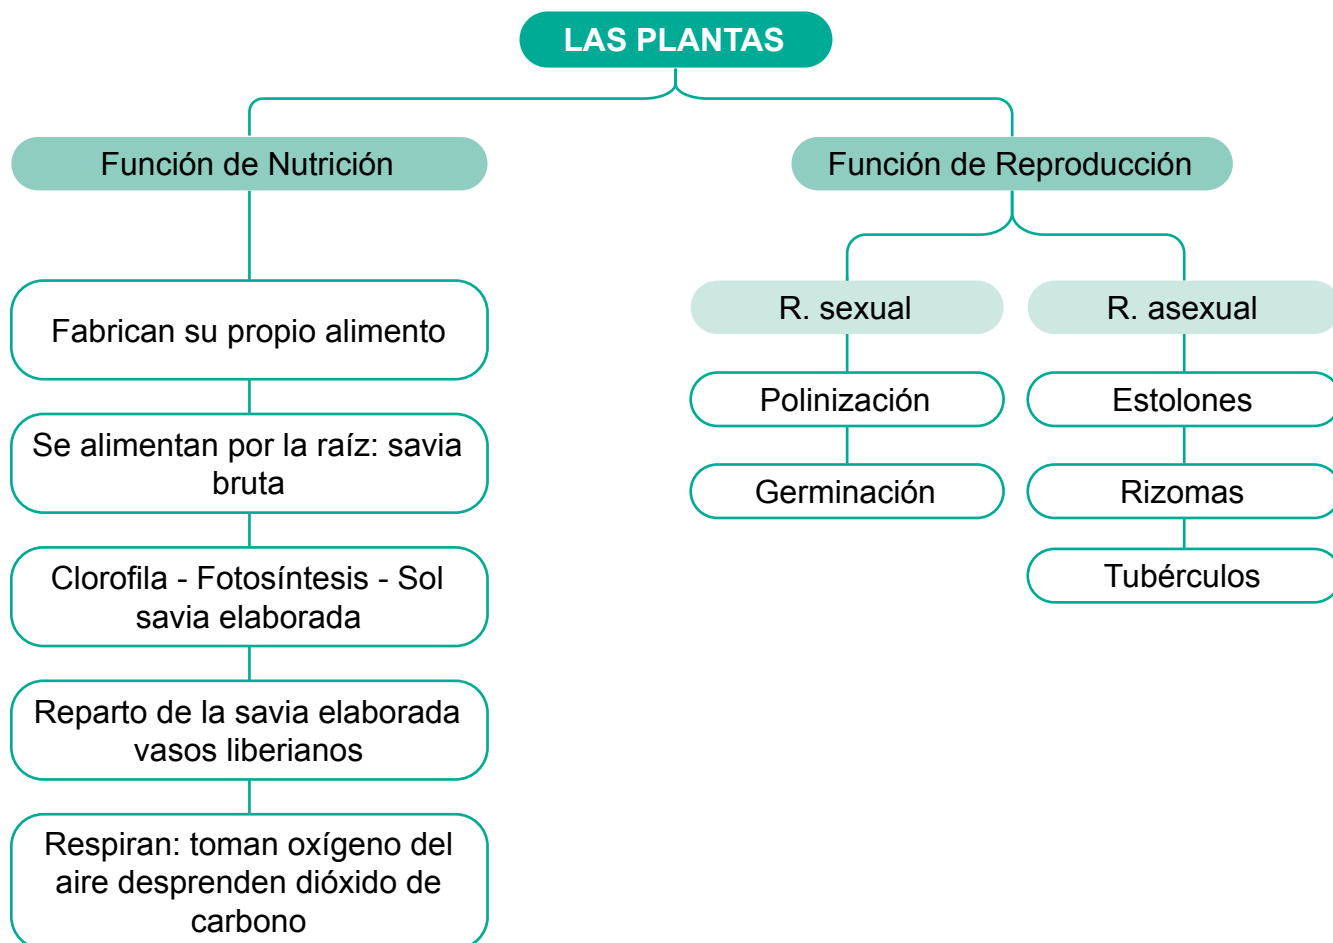 LAS PLANTAS
Función de Nutrición
Fabrican su propio alimento
Se alimentan por la raíz: savia
bruta
Clorofila - Fotosíntesis - Sol
savia elaborada
Reparto de la savia elaborada
vasos liberianos
Respiran: toman oxígeno del
aire desprenden dióxido de
carbono
Función de Reproducción
R. sexual
Polinización
Germinación
R. asexual
Estolones
Rizomas
Tubérculos